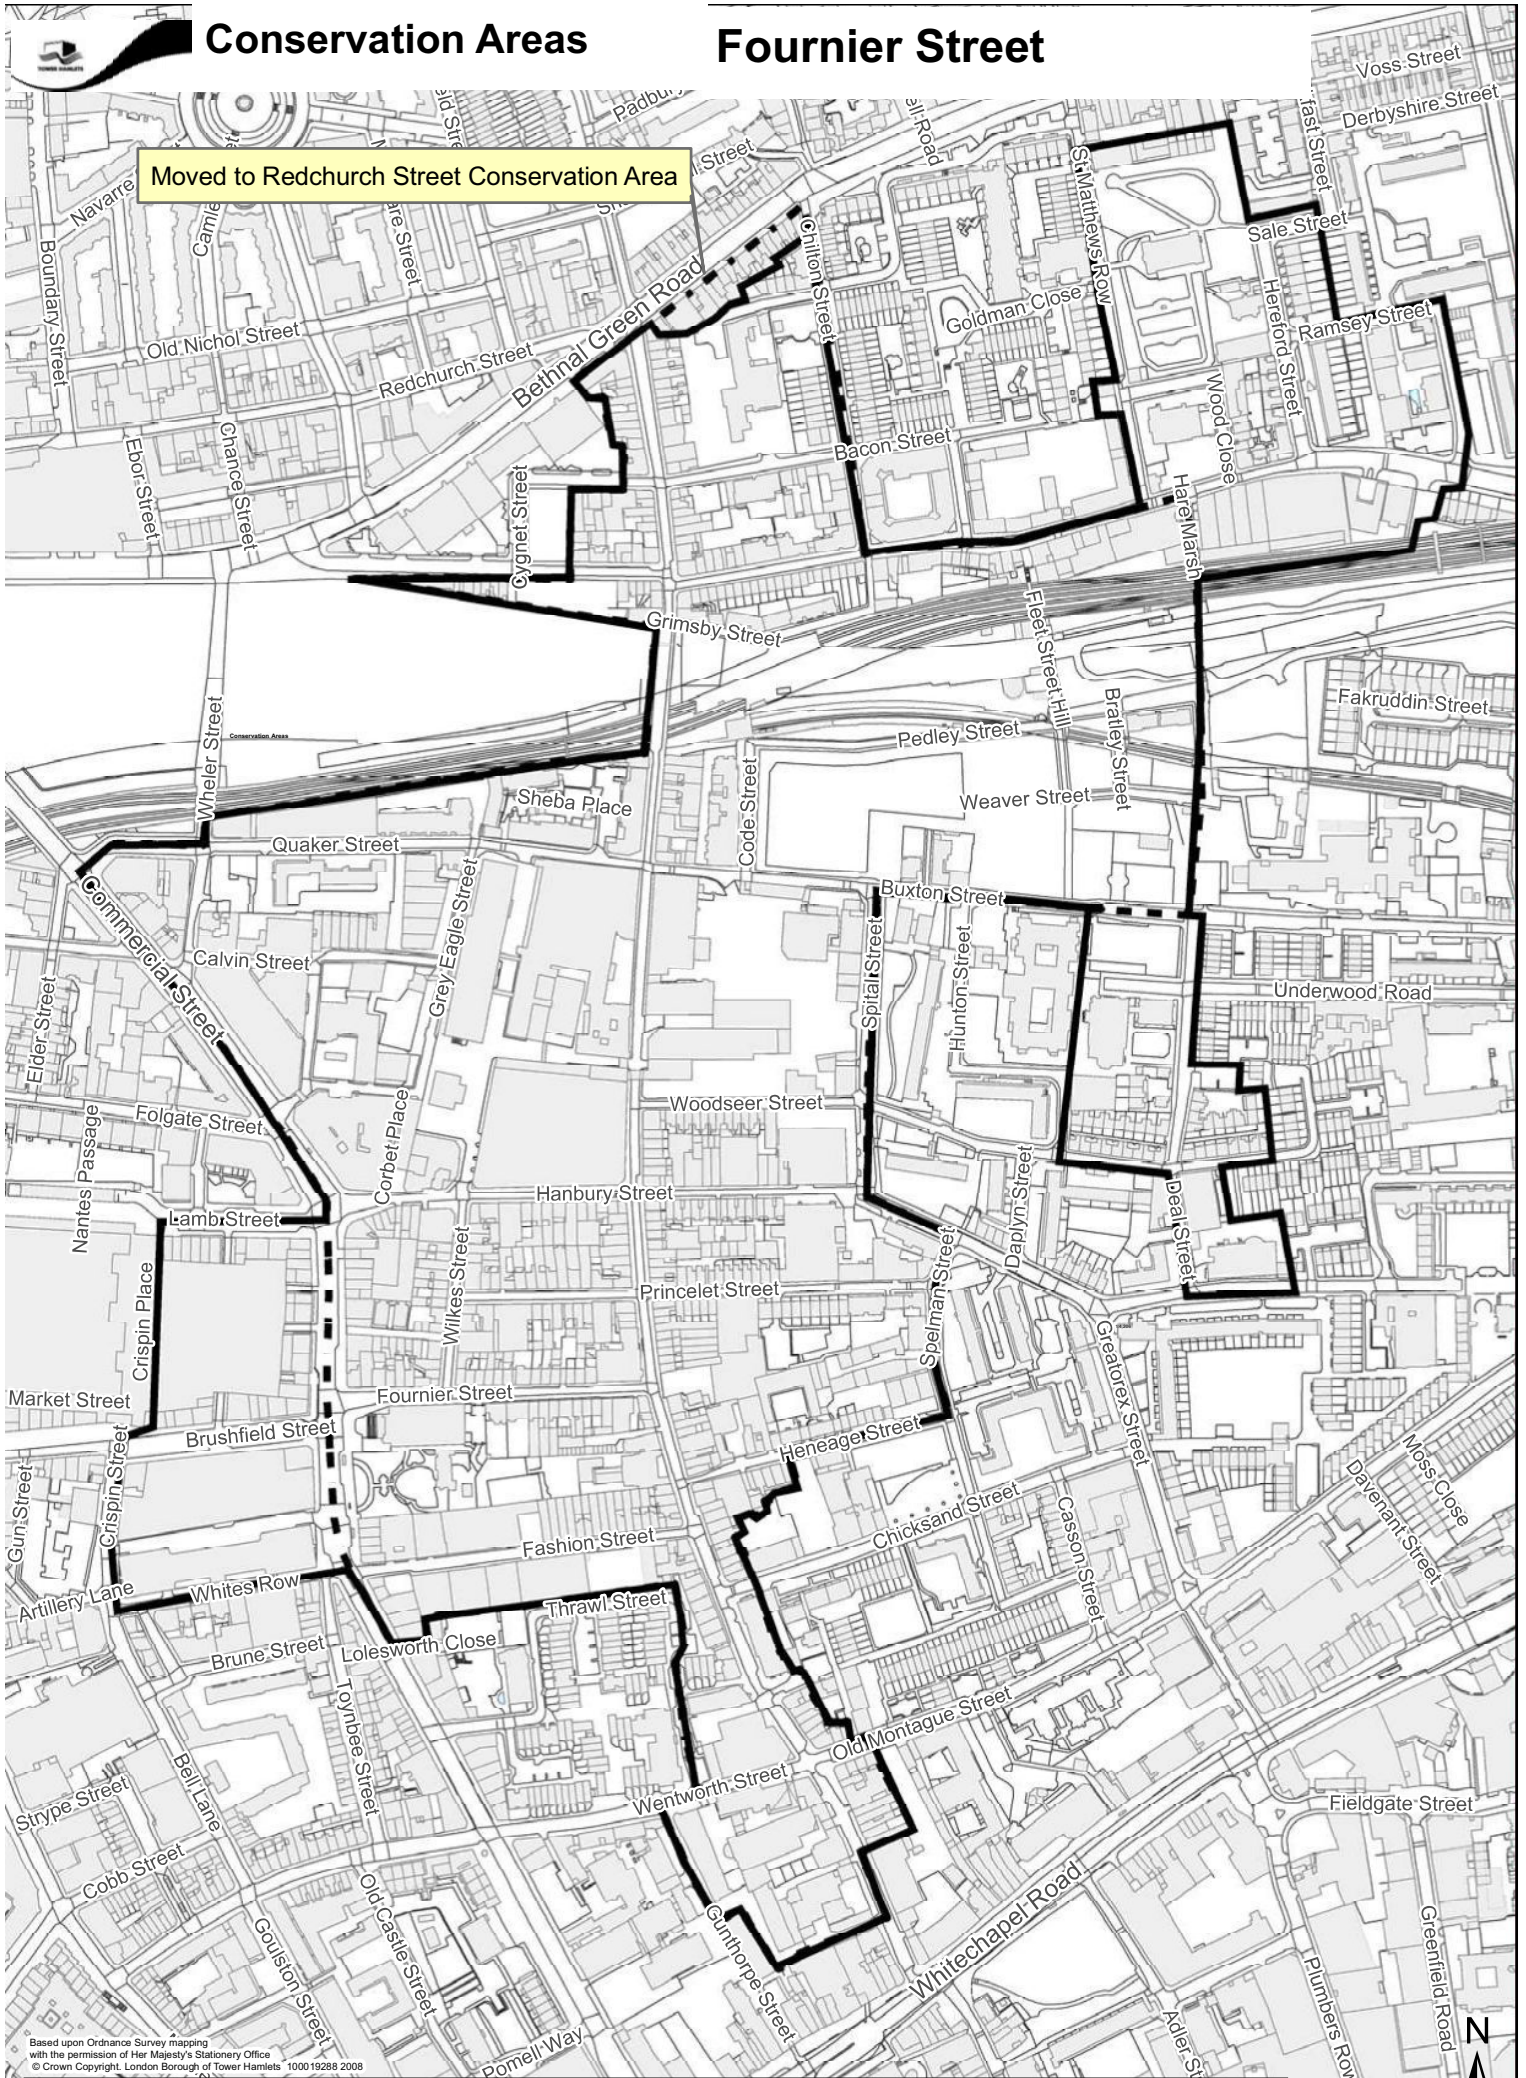 TOWER HAMLETS
Conservation Areas
Fournier Street
Voss Street
Derbyshire Street
Padbury
Street
Moved to Redchurch Street Conservation Area
Navarre
St Matthews Row
Sale Street
Boundary Street
Chilton Street
Hereford Street
Goldman Close
Ramsey Street
Old Nichol Street
Redchurch Street
Bethnal Green Road
Wood Close
Chance Street
Ebor Street
Bacon Street
Cygnet Street
Hare Marsh
Grimsby Street
Fleet Street Hill
Fakruddin Street
Wheler Street
Conservation Areas
Pedley Street
Bratley Street
Weaver Street
Sheba Place
Code Street
Quaker Street
Buxton Street
Commercial Street
Grey Eagle Street
Calvin Street
Spital Street
Hunton Street
Underwood Road
Elder Street
Folgate Street
Nantes Passage
Corbet Place
Woodseer Street
Hanbury Street
Daplyn Street
Deal Street
Lamb Street
Crispin Place
Wilkes Street
Princelet Street
Spelman Street
Greatorex Street
Market Street
Fournier Street
Brushfield Street
Heneage Street
Crispin Street
Gun Street
Moss Close
Davenant Street
Chicksand Street
Casson Street
Fashion Street
Artillery Lane
Whites Row
Thrawl Street
Brune Street
Lolesworth Close
Toynbee Street
Old Montague Street
Bell Lane
Strype Street
Wentworth Street
Fieldgate Street
Cobb Street
Old Castle Street
Goulston Street
Gunthorpe Street
Whitechapel Road
Greenfield Road
Plumbers Row
Adler St
Pomell Way
N
Based upon Ordnance Survey mapping
with the permission of Her Majesty's Stationery Office
© Crown Copyright. London Borough of Tower Hamlets 100019288 2008